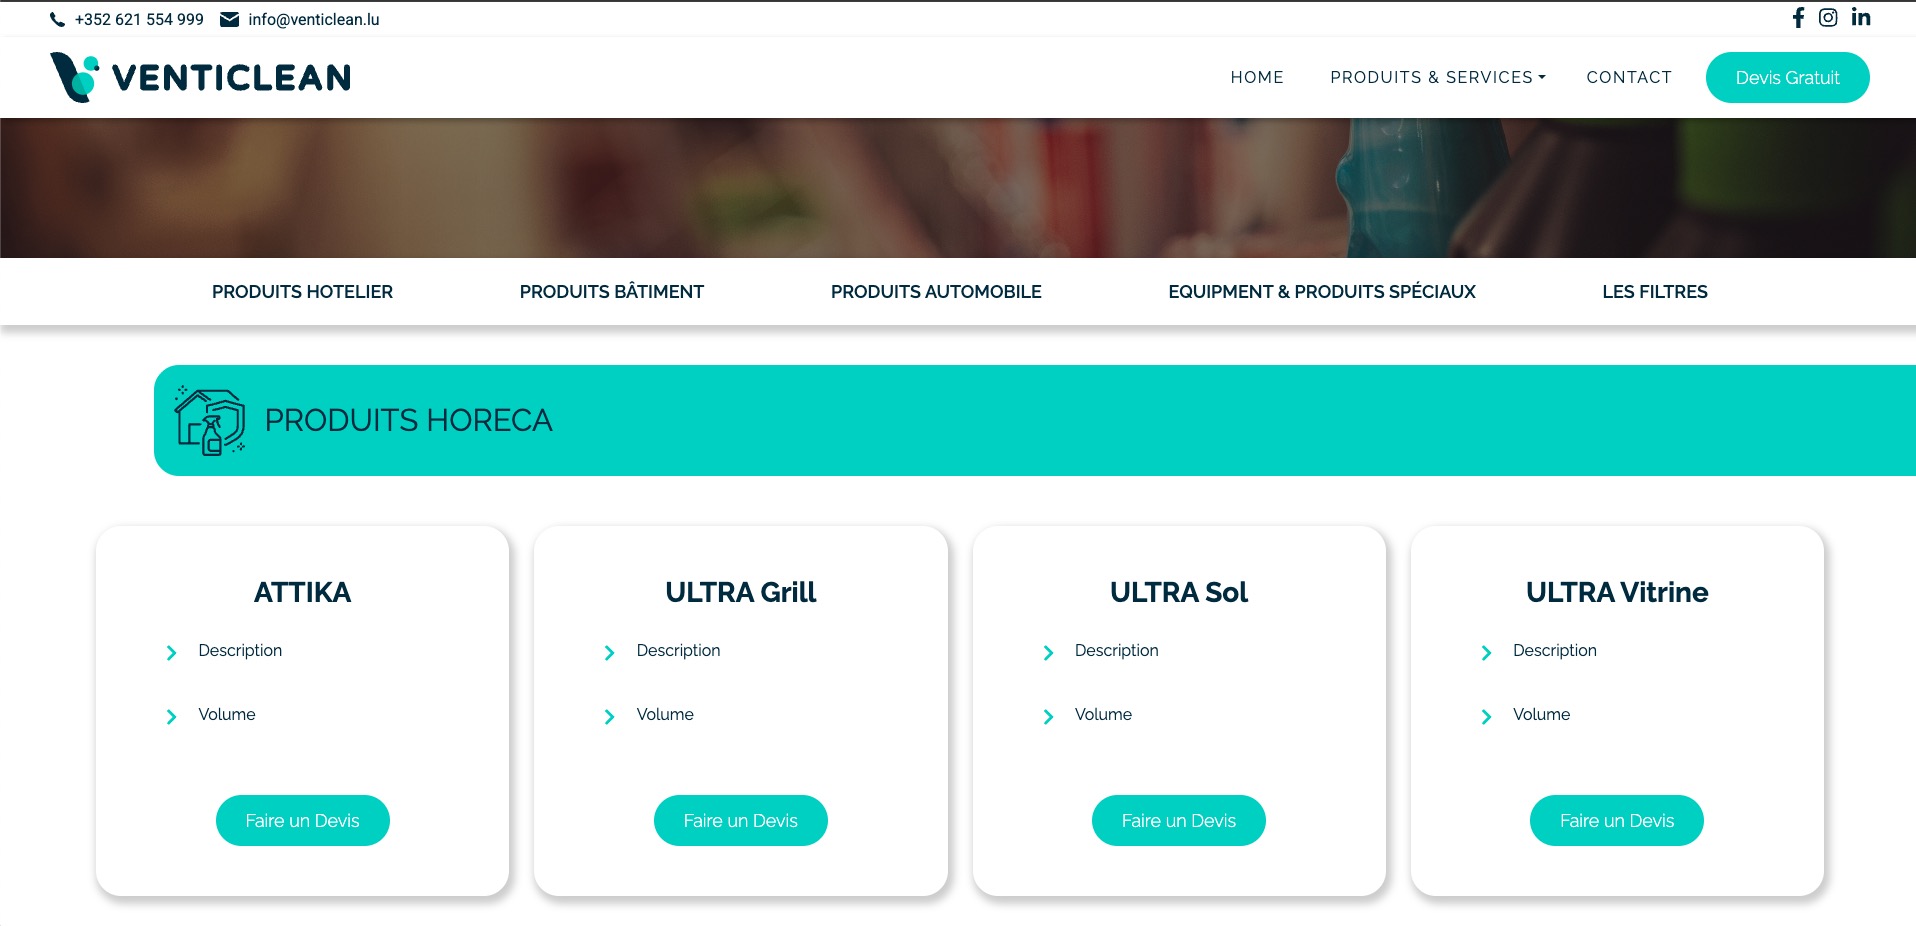 +352 621 554 999 info@venticlean.lu
VENTICLEAN
HOME PRODUITS & SERVICES CONTACT Devis Gratuit
PRODUITS HOTELIER PRODUITS BÂTIMENT PRODUITS AUTOMOBILE EQUIPMENT & PRODUITS SPÉCIAUX LES FILTRES
PRODUITS HORECA
ATTIKA
Description
Volume
Faire un Devis
ULTRA Grill
Description
Volume
Faire un Devis
ULTRA Sol
Description
Volume
Faire un Devis
ULTRA Vitrine
Description
Volume
Faire un Devis